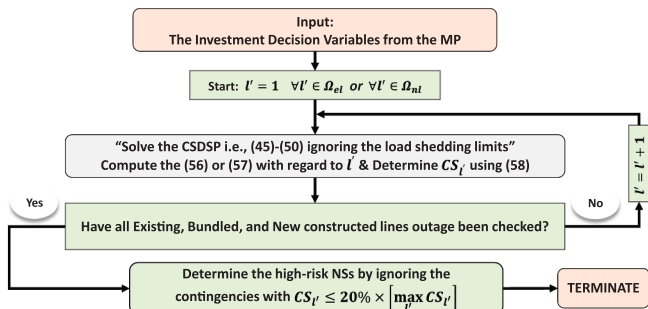 Input:
The Investment Decision Variables from the MP
Start: l′ = 1 ∀l′ ∈ Ω_el or ∀l′ ∈ Ω_nl
“Solve the CSDSP i.e., (45)-(50) ignoring the load shedding limits”
Compute the (56) or (57) with regard to l′ & Determine CS_l′ using (58)
l′ = l′ + 1
Yes
No
Have all Existing, Bundled, and New constructed lines outage been checked?
Determine the high-risk NSs by ignoring the
contingencies with CS_l′ ≤ 20% × [max_l′ CS_l′]
TERMINATE